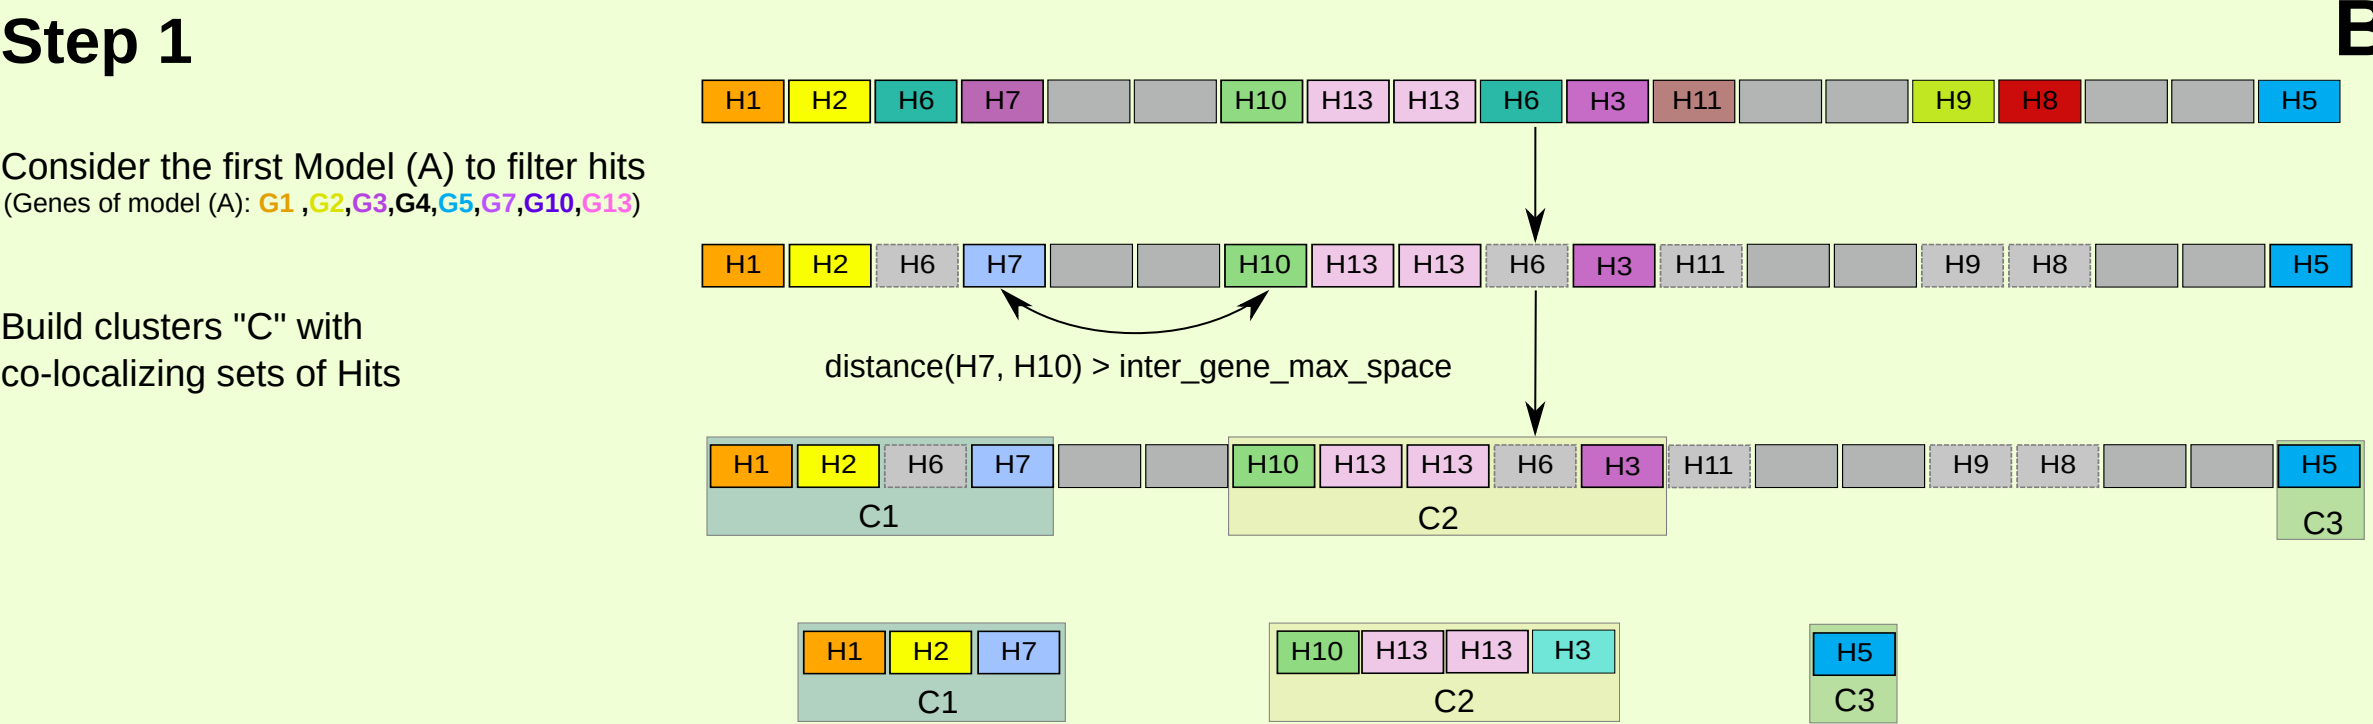 Step 1
B
H1 H2 H6 H7 H10 H13 H13 H6 H3 H11 H9 H8 H5
Consider the first Model (A) to filter hits
(Genes of model (A): G1 ,G2,G3,G4,G5,G7,G10,G13)
H1 H2 H6 H7 H10 H13 H13 H6 H3 H11 H9 H8 H5
Build clusters "C" with
co-localizing sets of Hits
distance(H7, H10) > inter_gene_max_space
H1 H2 H6 H7 H10 H13 H13 H6 H3 H11 H9 H8 H5
C1 C2 C3
H1 H2 H7 H10 H13 H13 H3 H5
C1 C2 C3